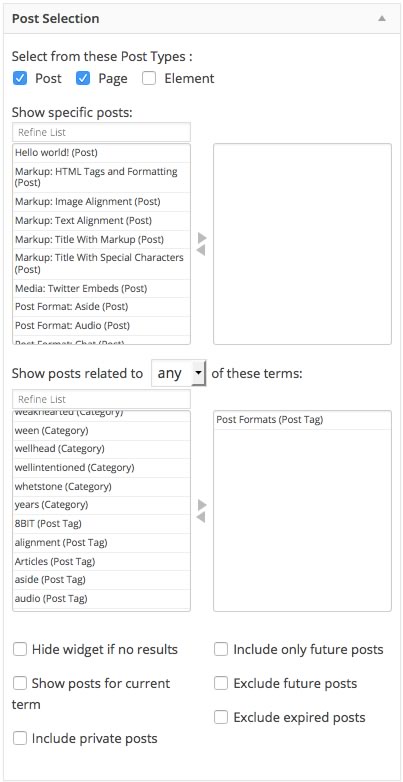 Post Selection
Select from these Post Types :
Post Page Element
Show specific posts:
Refine List
Hello world! (Post)
Markup: HTML Tags and Formatting
(Post)
Markup: Image Alignment (Post)
Markup: Text Alignment (Post)
Markup: Title With Markup (Post)
Markup: Title With Special Characters
(Post)
Media: Twitter Embeds (Post)
Post Format: Aside (Post)
Post Format: Audio (Post)
Post Format: Chat (Post)
Show posts related to any of these terms:
Refine List
weakhearted (Category)
ween (Category)
wellhead (Category)
wellintentioned (Category)
whetstone (Category)
years (Category)
8BIT (Post Tag)
alignment (Post Tag)
Articles (Post Tag)
aside (Post Tag)
audio (Post Tag)
Post Formats (Post Tag)
Hide widget if no results
Show posts for current
term
Include private posts
Include only future posts
Exclude future posts
Exclude expired posts